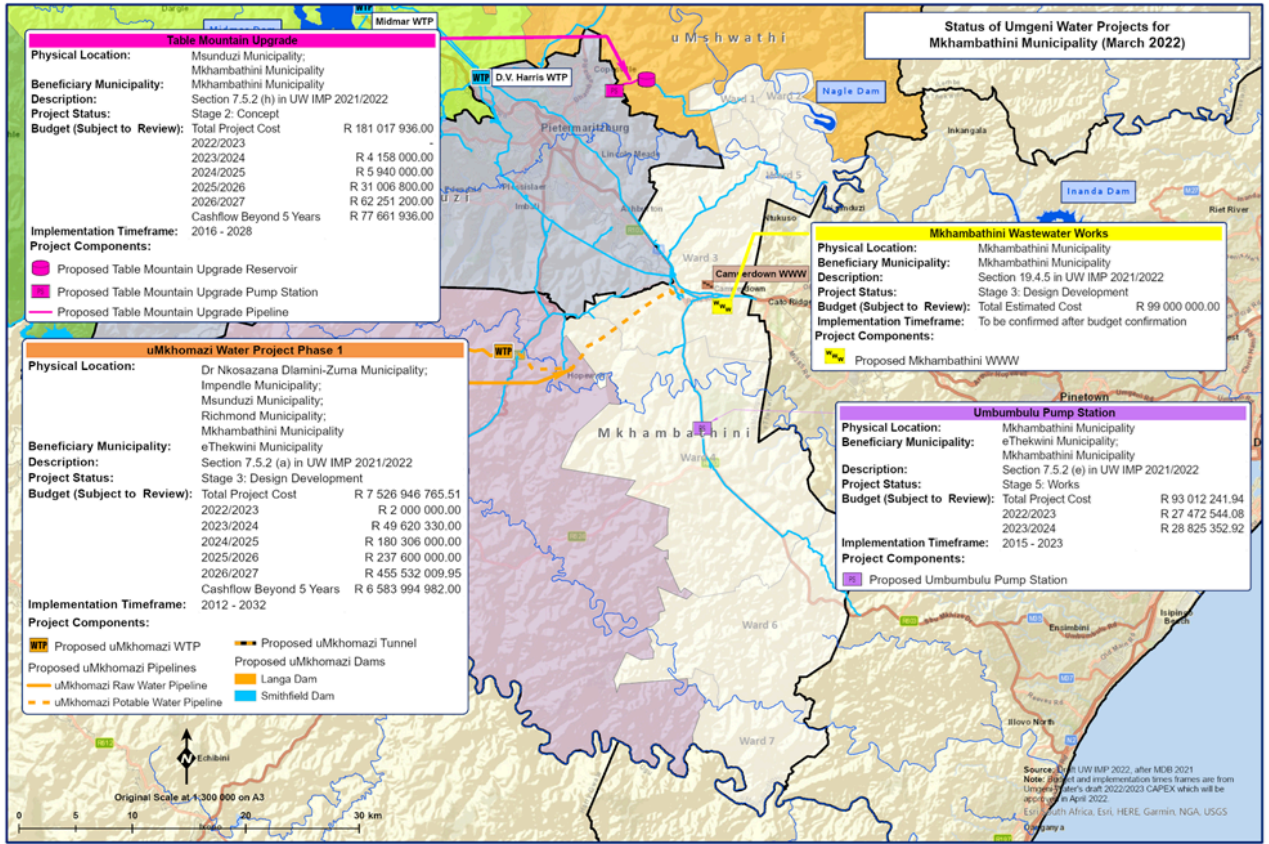 Status of Umgeni Water Projects for
Mkhambathini Municipality (March 2022)
Midmar WTP
WTP
D.V. Harris WTP
uMshwathi
Nagle Dam
Inanda Dam
Inkangala
Riet River
Ward 1
Ward 2
Pietermaritzburg
Lincoln Meade
Imbali
Ashburton
Ward 5
Ward 3
Camperdown WWW
Cato Ridge
Pinetown
Mkhambathini
Ward 4
Ward 6
Ward 7
Ensimbini
Isipingo
Beach
Illovo North
Echibini
Table Mountain Upgrade
Physical Location: Msunduzi Municipality;
Mkhambathini Municipality
Beneficiary Municipality: Mkhambathini Municipality
Description: Section 7.5.2 (h) in UW IMP 2021/2022
Project Status: Stage 2: Concept
Budget (Subject to Review): Total Project Cost R 181 017 936.00
2022/2023 -
2023/2024 R 4 158 000.00
2024/2025 R 5 940 000.00
2025/2026 R 31 006 800.00
2026/2027 R 62 251 200.00
Cashflow Beyond 5 Years R 77 661 936.00
Implementation Timeframe: 2016 - 2028
Project Components:
Proposed Table Mountain Upgrade Reservoir
PS Proposed Table Mountain Upgrade Pump Station
Proposed Table Mountain Upgrade Pipeline
uMkhomazi Water Project Phase 1
Physical Location: Dr Nkosazana Dlamini-Zuma Municipality;
Impendle Municipality;
Msunduzi Municipality;
Richmond Municipality;
Mkhambathini Municipality
Beneficiary Municipality: eThekwini Municipality
Description: Section 7.5.2 (a) in UW IMP 2021/2022
Project Status: Stage 3: Design Development
Budget (Subject to Review): Total Project Cost R 7 526 946 765.51
2022/2023 R 2 000 000.00
2023/2024 R 49 620 330.00
2024/2025 R 180 306 000.00
2025/2026 R 237 600 000.00
2026/2027 R 455 532 009.95
Cashflow Beyond 5 Years R 6 583 994 982.00
Implementation Timeframe: 2012 - 2032
Project Components:
WTP Proposed uMkhomazi WTP
Proposed uMkhomazi Pipelines
uMkhomazi Raw Water Pipeline
uMkhomazi Potable Water Pipeline
Proposed uMkhomazi Tunnel
Proposed uMkhomazi Dams
Langa Dam
Smithfield Dam
WTP
Mkhambathini Wastewater Works
Physical Location: Mkhambathini Municipality
Beneficiary Municipality: Mkhambathini Municipality
Description: Section 19.4.5 in UW IMP 2021/2022
Project Status: Stage 3: Design Development
Budget (Subject to Review): Total Estimated Cost R 99 000 000.00
Implementation Timeframe: To be confirmed after budget confirmation
Project Components:
WWW Proposed Mkhambathini WWW
Umbumbulu Pump Station
Physical Location: Mkhambathini Municipality
Beneficiary Municipality: eThekwini Municipality;
Mkhambathini Municipality
Description: Section 7.5.2 (e) in UW IMP 2021/2022
Project Status: Stage 5: Works
Budget (Subject to Review): Total Project Cost R 93 012 241.94
2022/2023 R 27 472 544.08
2023/2024 R 28 825 352.92
Implementation Timeframe: 2015 - 2023
Project Components:
PS Proposed Umbumbulu Pump Station
N
Original Scale at 1:300 000 on A3
0 5 10 20 30 km
Source: Draft UW IMP 2022, after MDB 2021
Note: Budget and implementation times frames are from
Umgeni Water's draft 2022/2023 CAPEX which will be
approved in April 2022.
Esri South Africa, Esri, HERE, Garmin, NGA, USGS